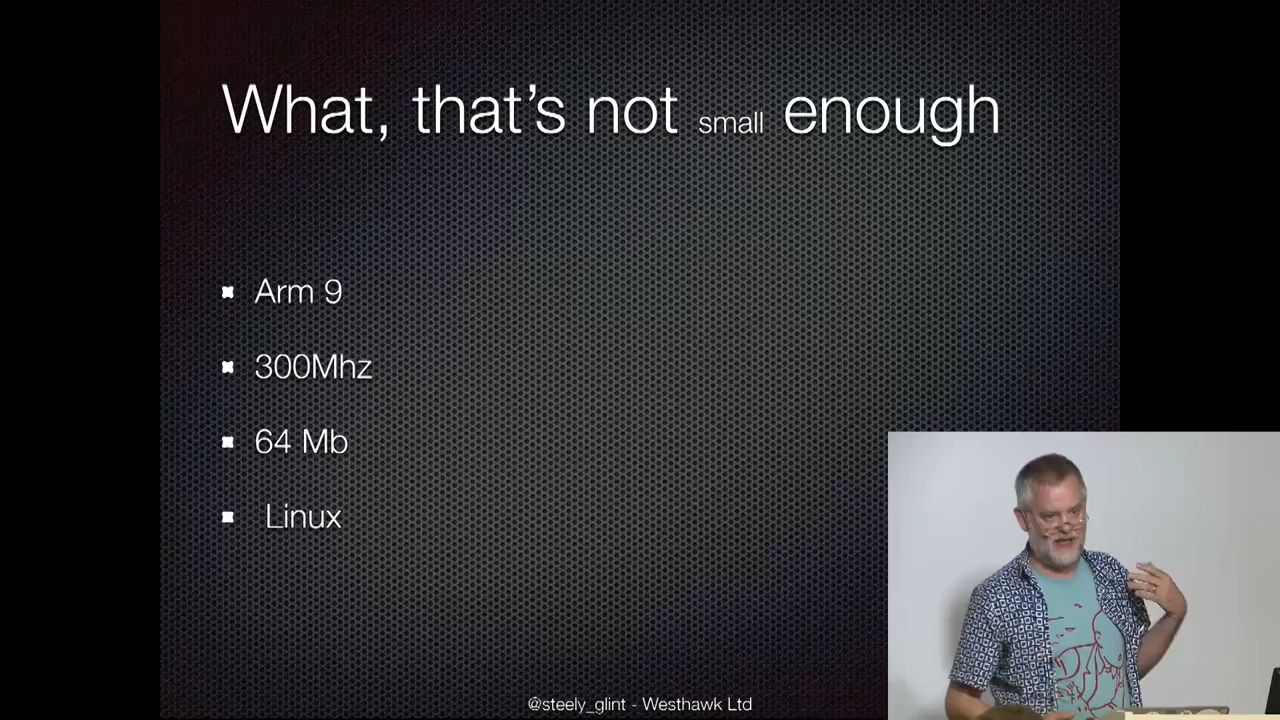 What, that's not small enough
Arm 9
300Mhz
64 Mb
Linux
@steely_glint - Westhawk Ltd